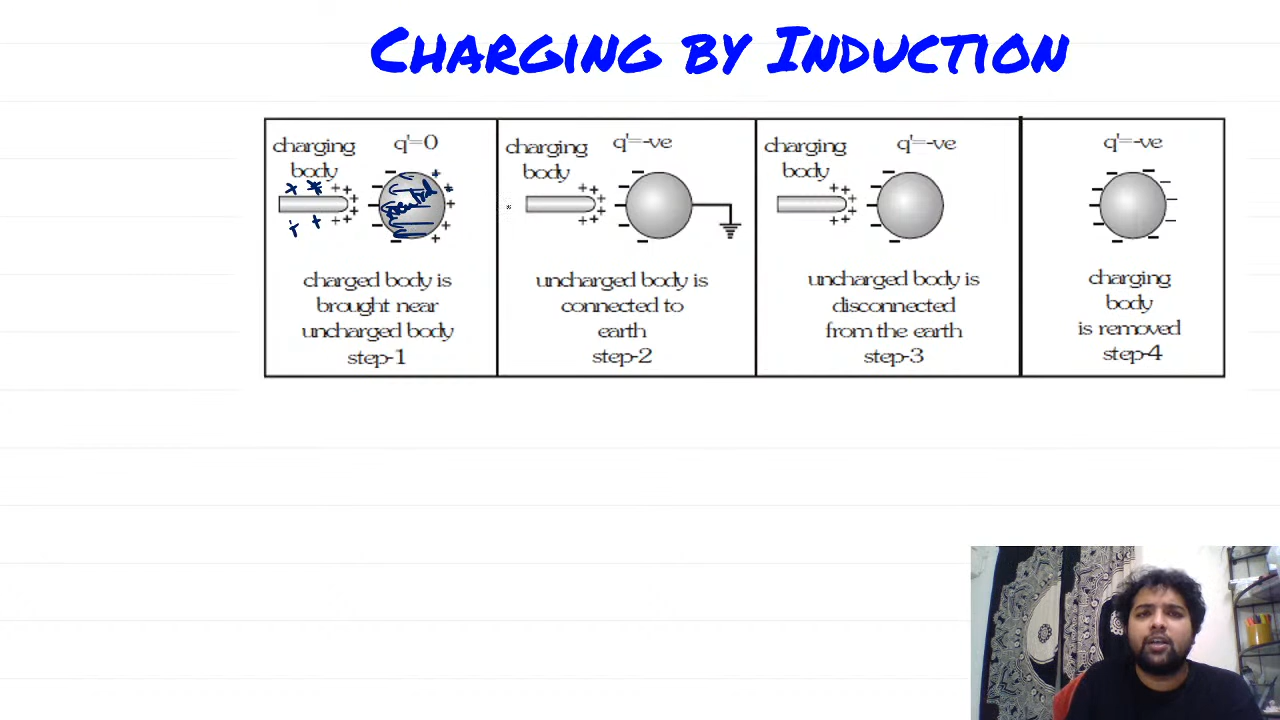 CHARGING BY INDUCTION
charging
body
q'=0
neutral
charged body is
brought near
uncharged body
step-1
charging
body
q'=-ve
uncharged body is
connected to
earth
step-2
charging
body
q'=-ve
uncharged body is
disconnected
from the earth
step-3
q'=-ve
charging
body
is removed
step-4